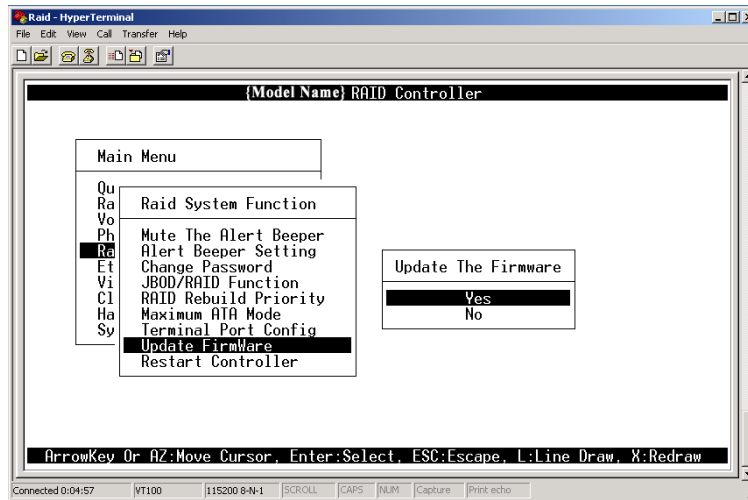 Raid - HyperTerminal
File Edit View Call Transfer Help
{Model Name} RAID Controller
Main Menu
Qu
Ra
Vo
Ph
Ra
Et
Vi
Cl
Ha
Sy
Raid System Function
Mute The Alert Beeper
Alert Beeper Setting
Change Password
JBOD/RAID Function
RAID Rebuild Priority
Maximum ATA Mode
Terminal Port Config
Update FirmWare
Restart Controller
Update The Firmware
Yes
No
ArrowKey Or AZ:Move Cursor, Enter:Select, ESC:Escape, L:Line Draw, X:Redraw
Connected 0:04:57 VT100 115200 8-N-1 SCROLL CAPS NUM Capture Print echo